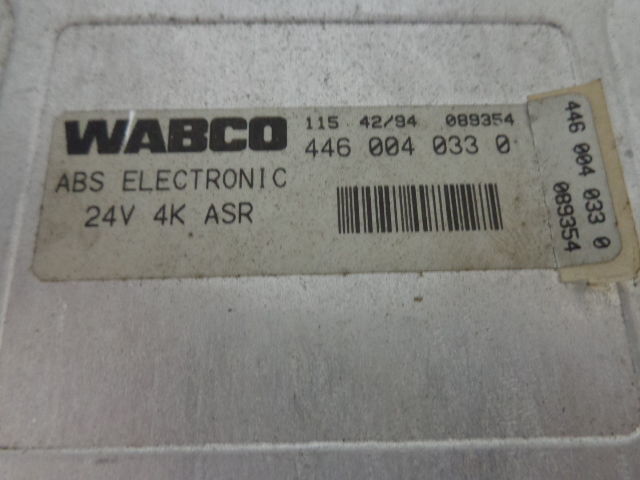 WABCO
115 42/94 089354
446 004 033 0
ABS ELECTRONIC
24V 4K ASR
446 004 033 0
089354